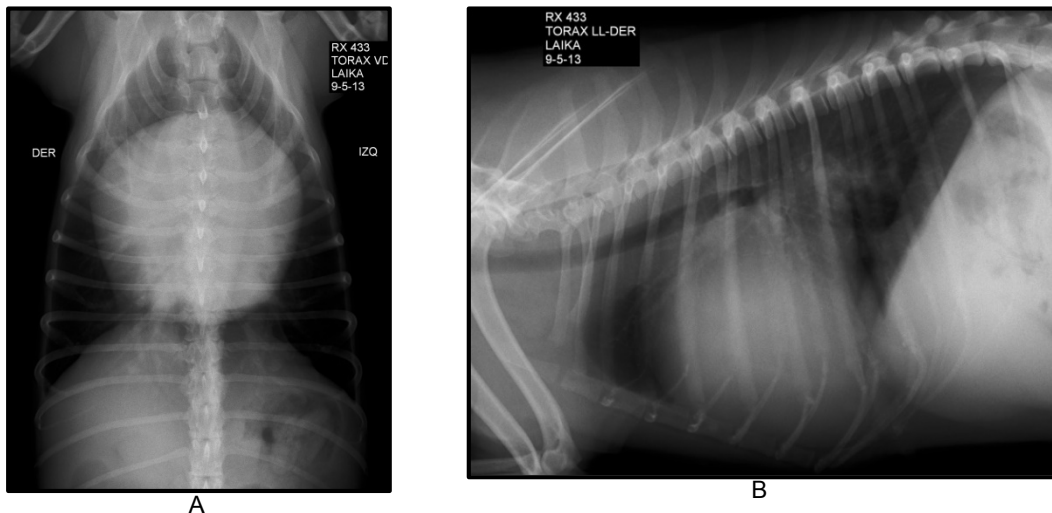 RX 433
TORAX VD
LAIKA
9-5-13
DER
IZQ
A
RX 433
TORAX LL-DER
LAIKA
9-5-13
B